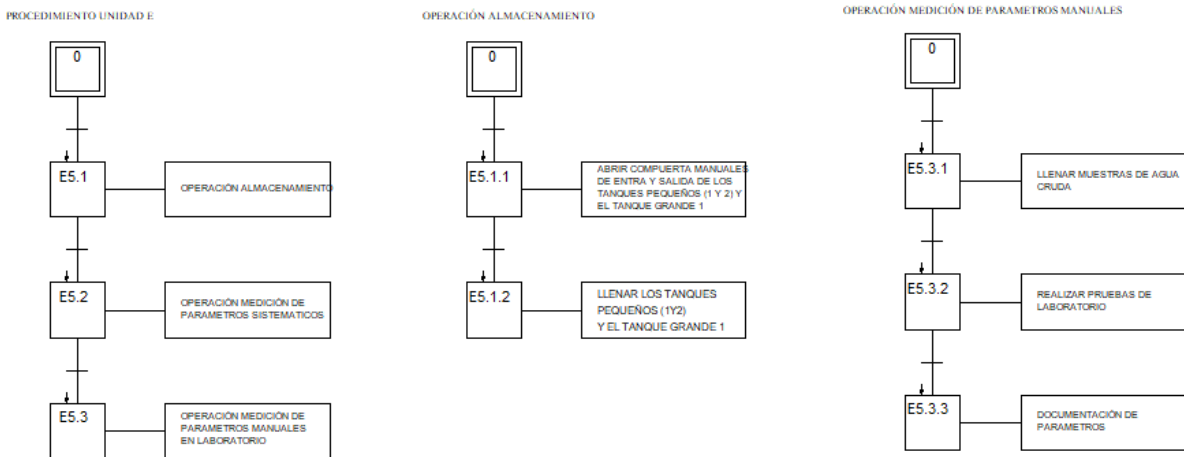 PROCEDIMIENTO UNIDAD E
0
E5.1
OPERACIÓN ALMACENAMIENTO
E5.2
OPERACIÓN MEDICIÓN DE
PARAMETROS SISTEMATICOS
E5.3
OPERACIÓN MEDICIÓN DE
PARAMETROS MANUALES
EN LABORATORIO
OPERACIÓN ALMACENAMIENTO
0
E5.1.1
ABRIR COMPUERTA MANUALES
DE ENTRA Y SALIDA DE LOS
TANQUES PEQUEÑOS (1 Y 2) Y
EL TANQUE GRANDE 1
E5.1.2
LLENAR LOS TANQUES
PEQUEÑOS (1Y2)
Y EL TANQUE GRANDE 1
OPERACIÓN MEDICIÓN DE PARAMETROS MANUALES
0
E5.3.1
LLENAR MUESTRAS DE AGUA
CRUDA
E5.3.2
REALIZAR PRUEBAS DE
LABORATORIO
E5.3.3
DOCUMENTACIÓN DE
PARAMETROS